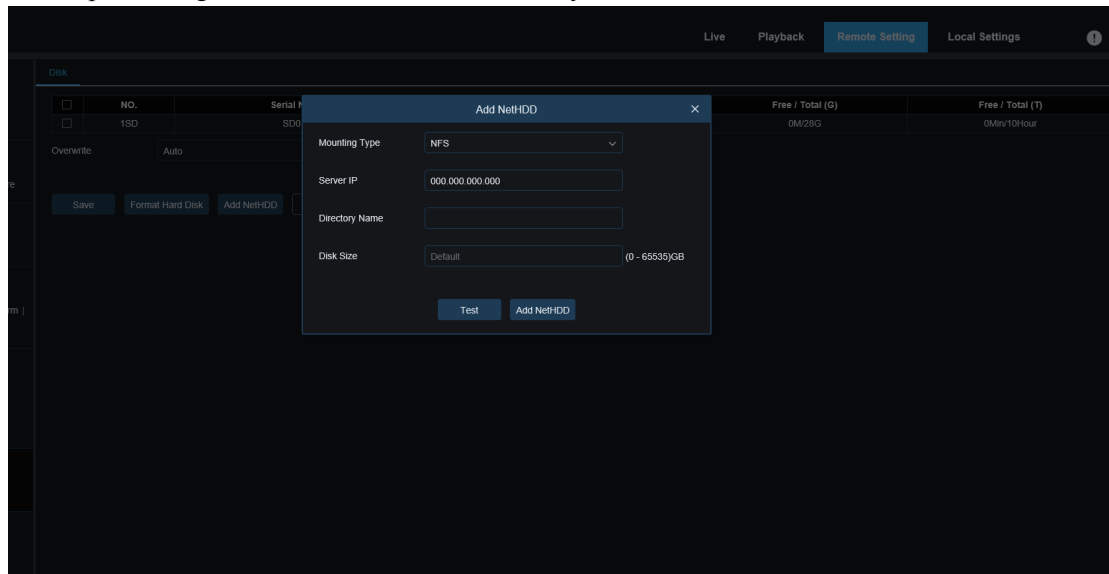 Live Playback Remote Setting Local Settings
Disk
NO. Serial Free / Total (G) Free / Total (T)
1SD SD0 0M/28G 0Min/10Hour
Overwrite Auto
Save Format Hard Disk Add NetHDD
Add NetHDD ×
Mounting Type NFS
Server IP 000.000.000.000
Directory Name
Disk Size Default (0 - 65535)GB
Test Add NetHDD